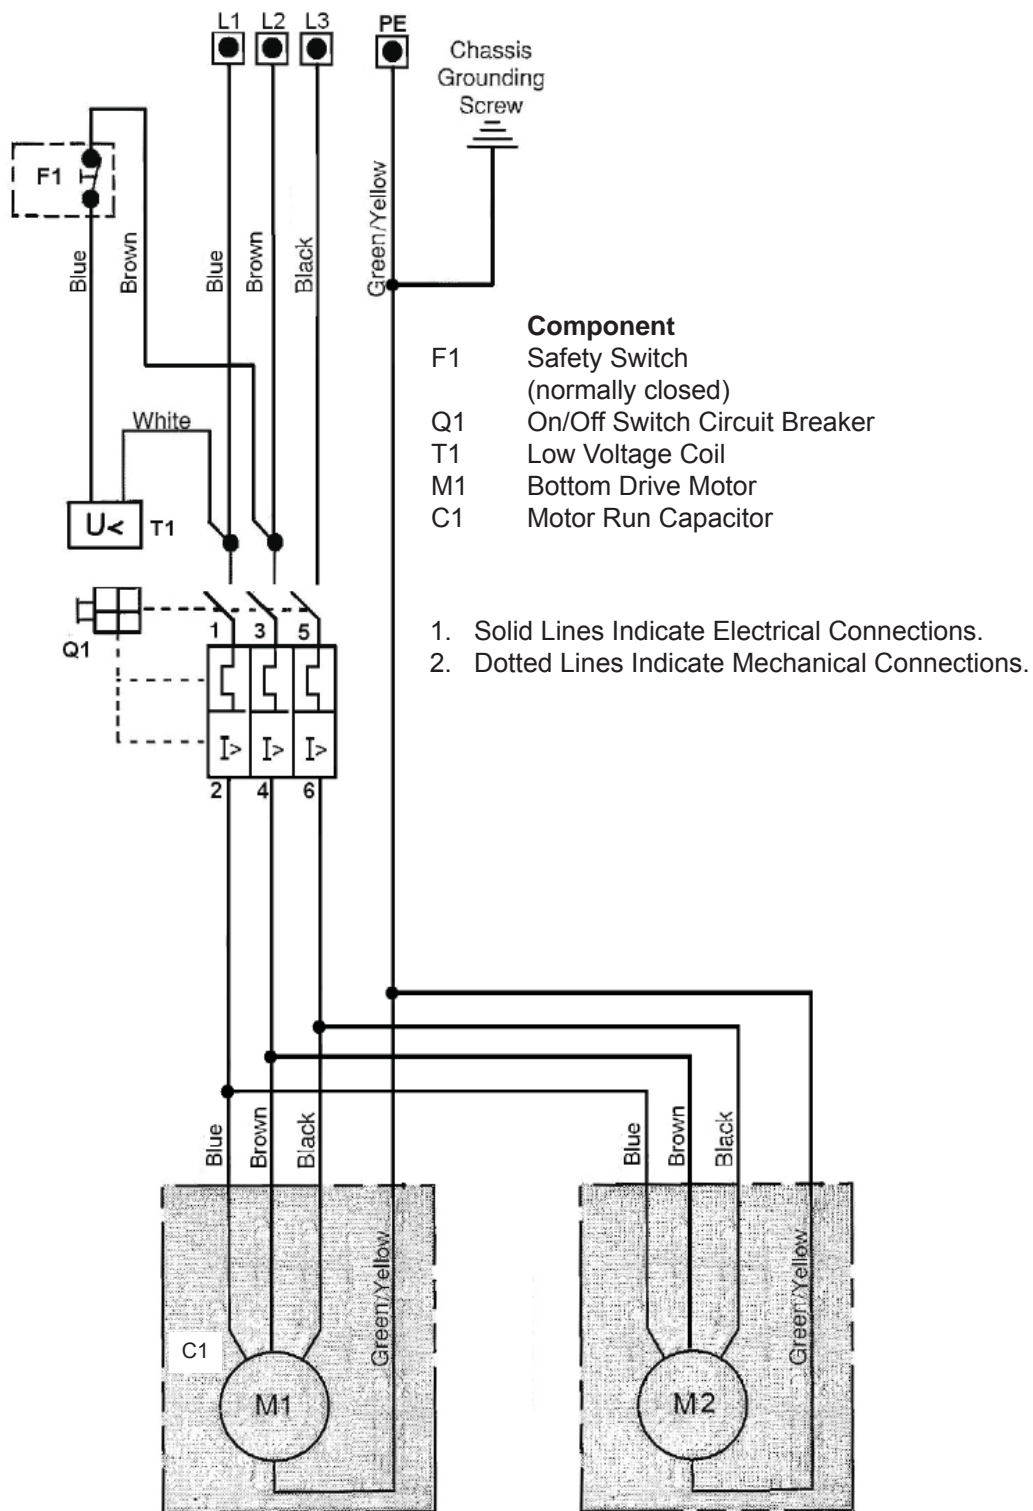 L1 L2 L3 PE
Chassis
Grounding
Screw
F1
Blue
Brown
Blue
Brown
Black
Green/Yellow
Component
F1 Safety Switch
(normally closed)
Q1 On/Off Switch Circuit Breaker
T1 Low Voltage Coil
M1 Bottom Drive Motor
C1 Motor Run Capacitor
White
U< T1
Q1
1 3 5
1. Solid Lines Indicate Electrical Connections.
2. Dotted Lines Indicate Mechanical Connections.
I> I> I>
2 4 6
Blue
Brown
Black
Blue
Brown
Black
Green/Yellow
Green/Yellow
C1
M1
M2